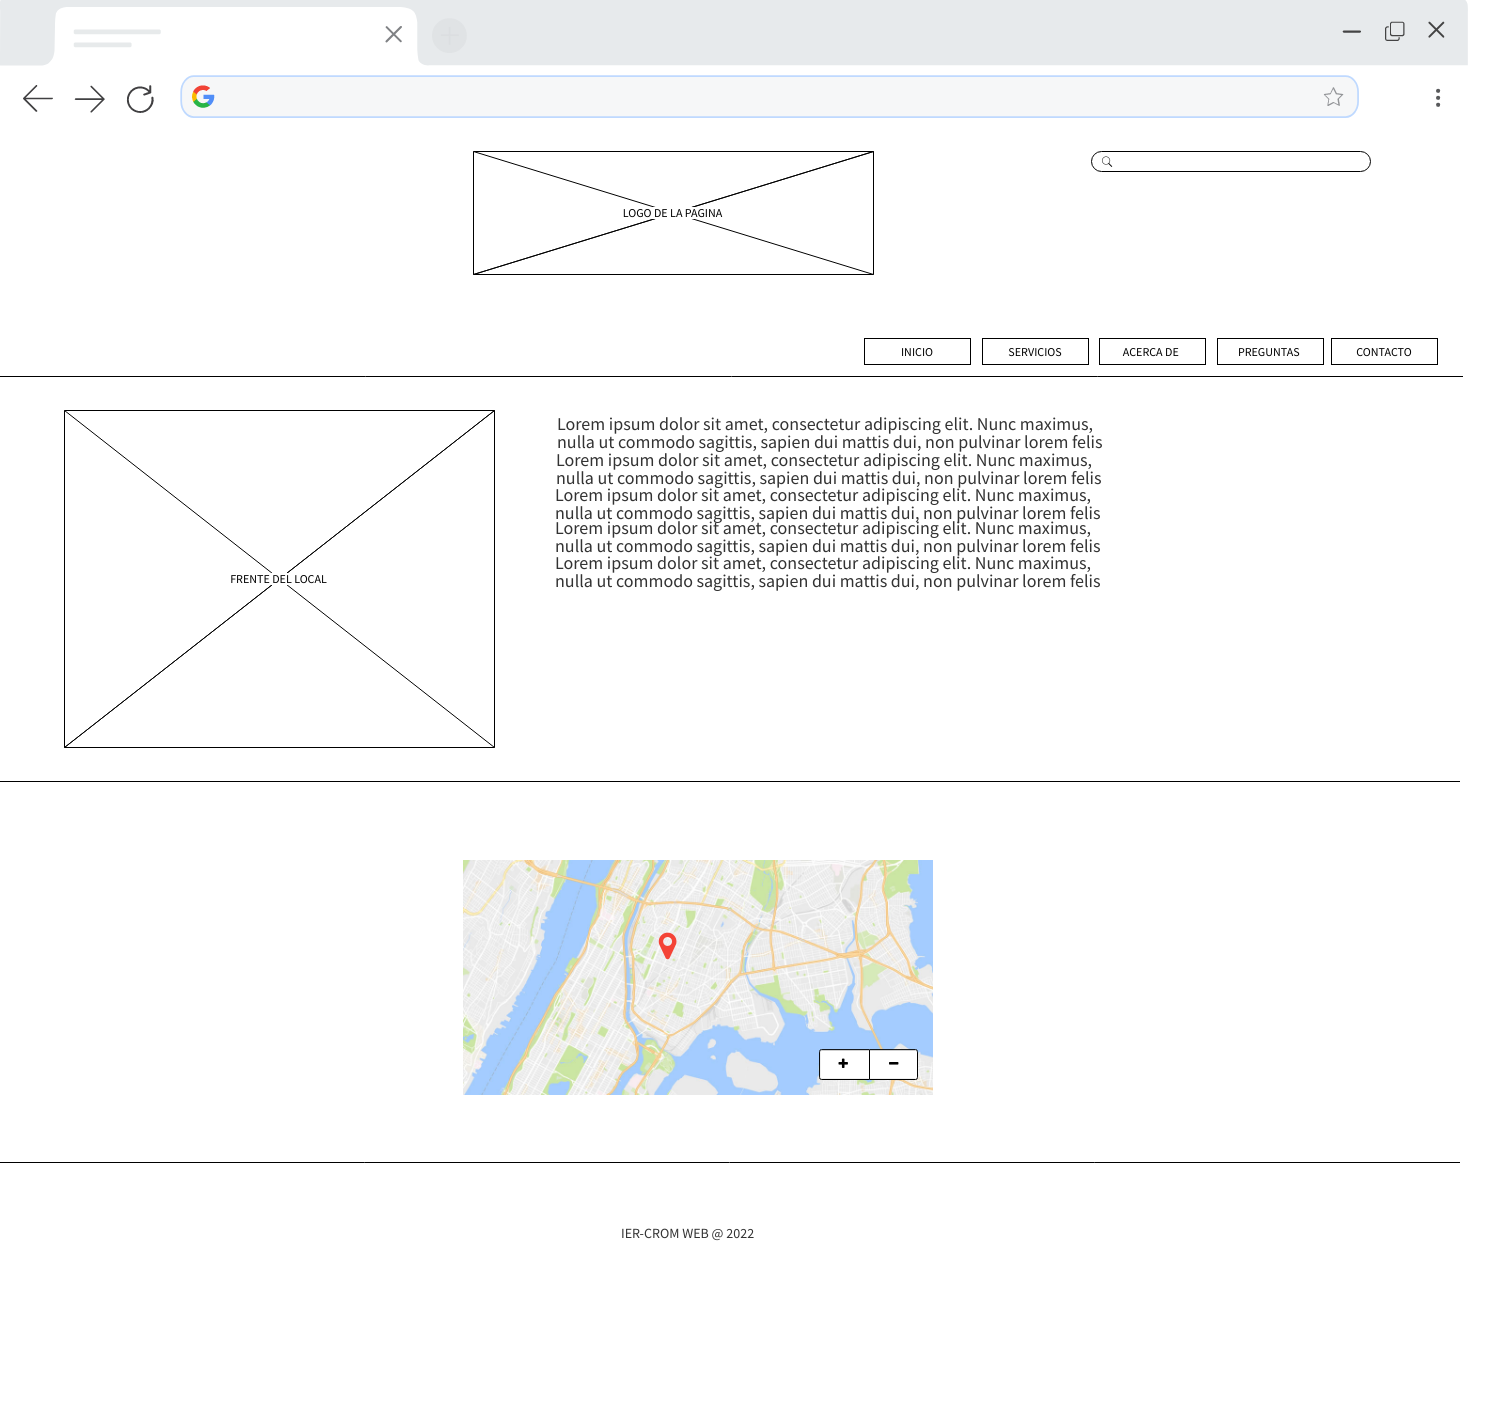 LOGO DE LA PAGINA
INICIO
SERVICIOS
ACERCA DE
PREGUNTAS
CONTACTO
Lorem ipsum dolor sit amet, consectetur adipiscing elit. Nunc maximus,
nulla ut commodo sagittis, sapien dui mattis dui, non pulvinar lorem felis
Lorem ipsum dolor sit amet, consectetur adipiscing elit. Nunc maximus,
nulla ut commodo sagittis, sapien dui mattis dui, non pulvinar lorem felis
Lorem ipsum dolor sit amet, consectetur adipiscing elit. Nunc maximus,
nulla ut commodo sagittis, sapien dui mattis dui, non pulvinar lorem felis
Lorem ipsum dolor sit amet, consectetur adipiscing elit. Nunc maximus,
nulla ut commodo sagittis, sapien dui mattis dui, non pulvinar lorem felis
Lorem ipsum dolor sit amet, consectetur adipiscing elit. Nunc maximus,
nulla ut commodo sagittis, sapien dui mattis dui, non pulvinar lorem felis
FRENTE DEL LOCAL
IER-CROM WEB @ 2022